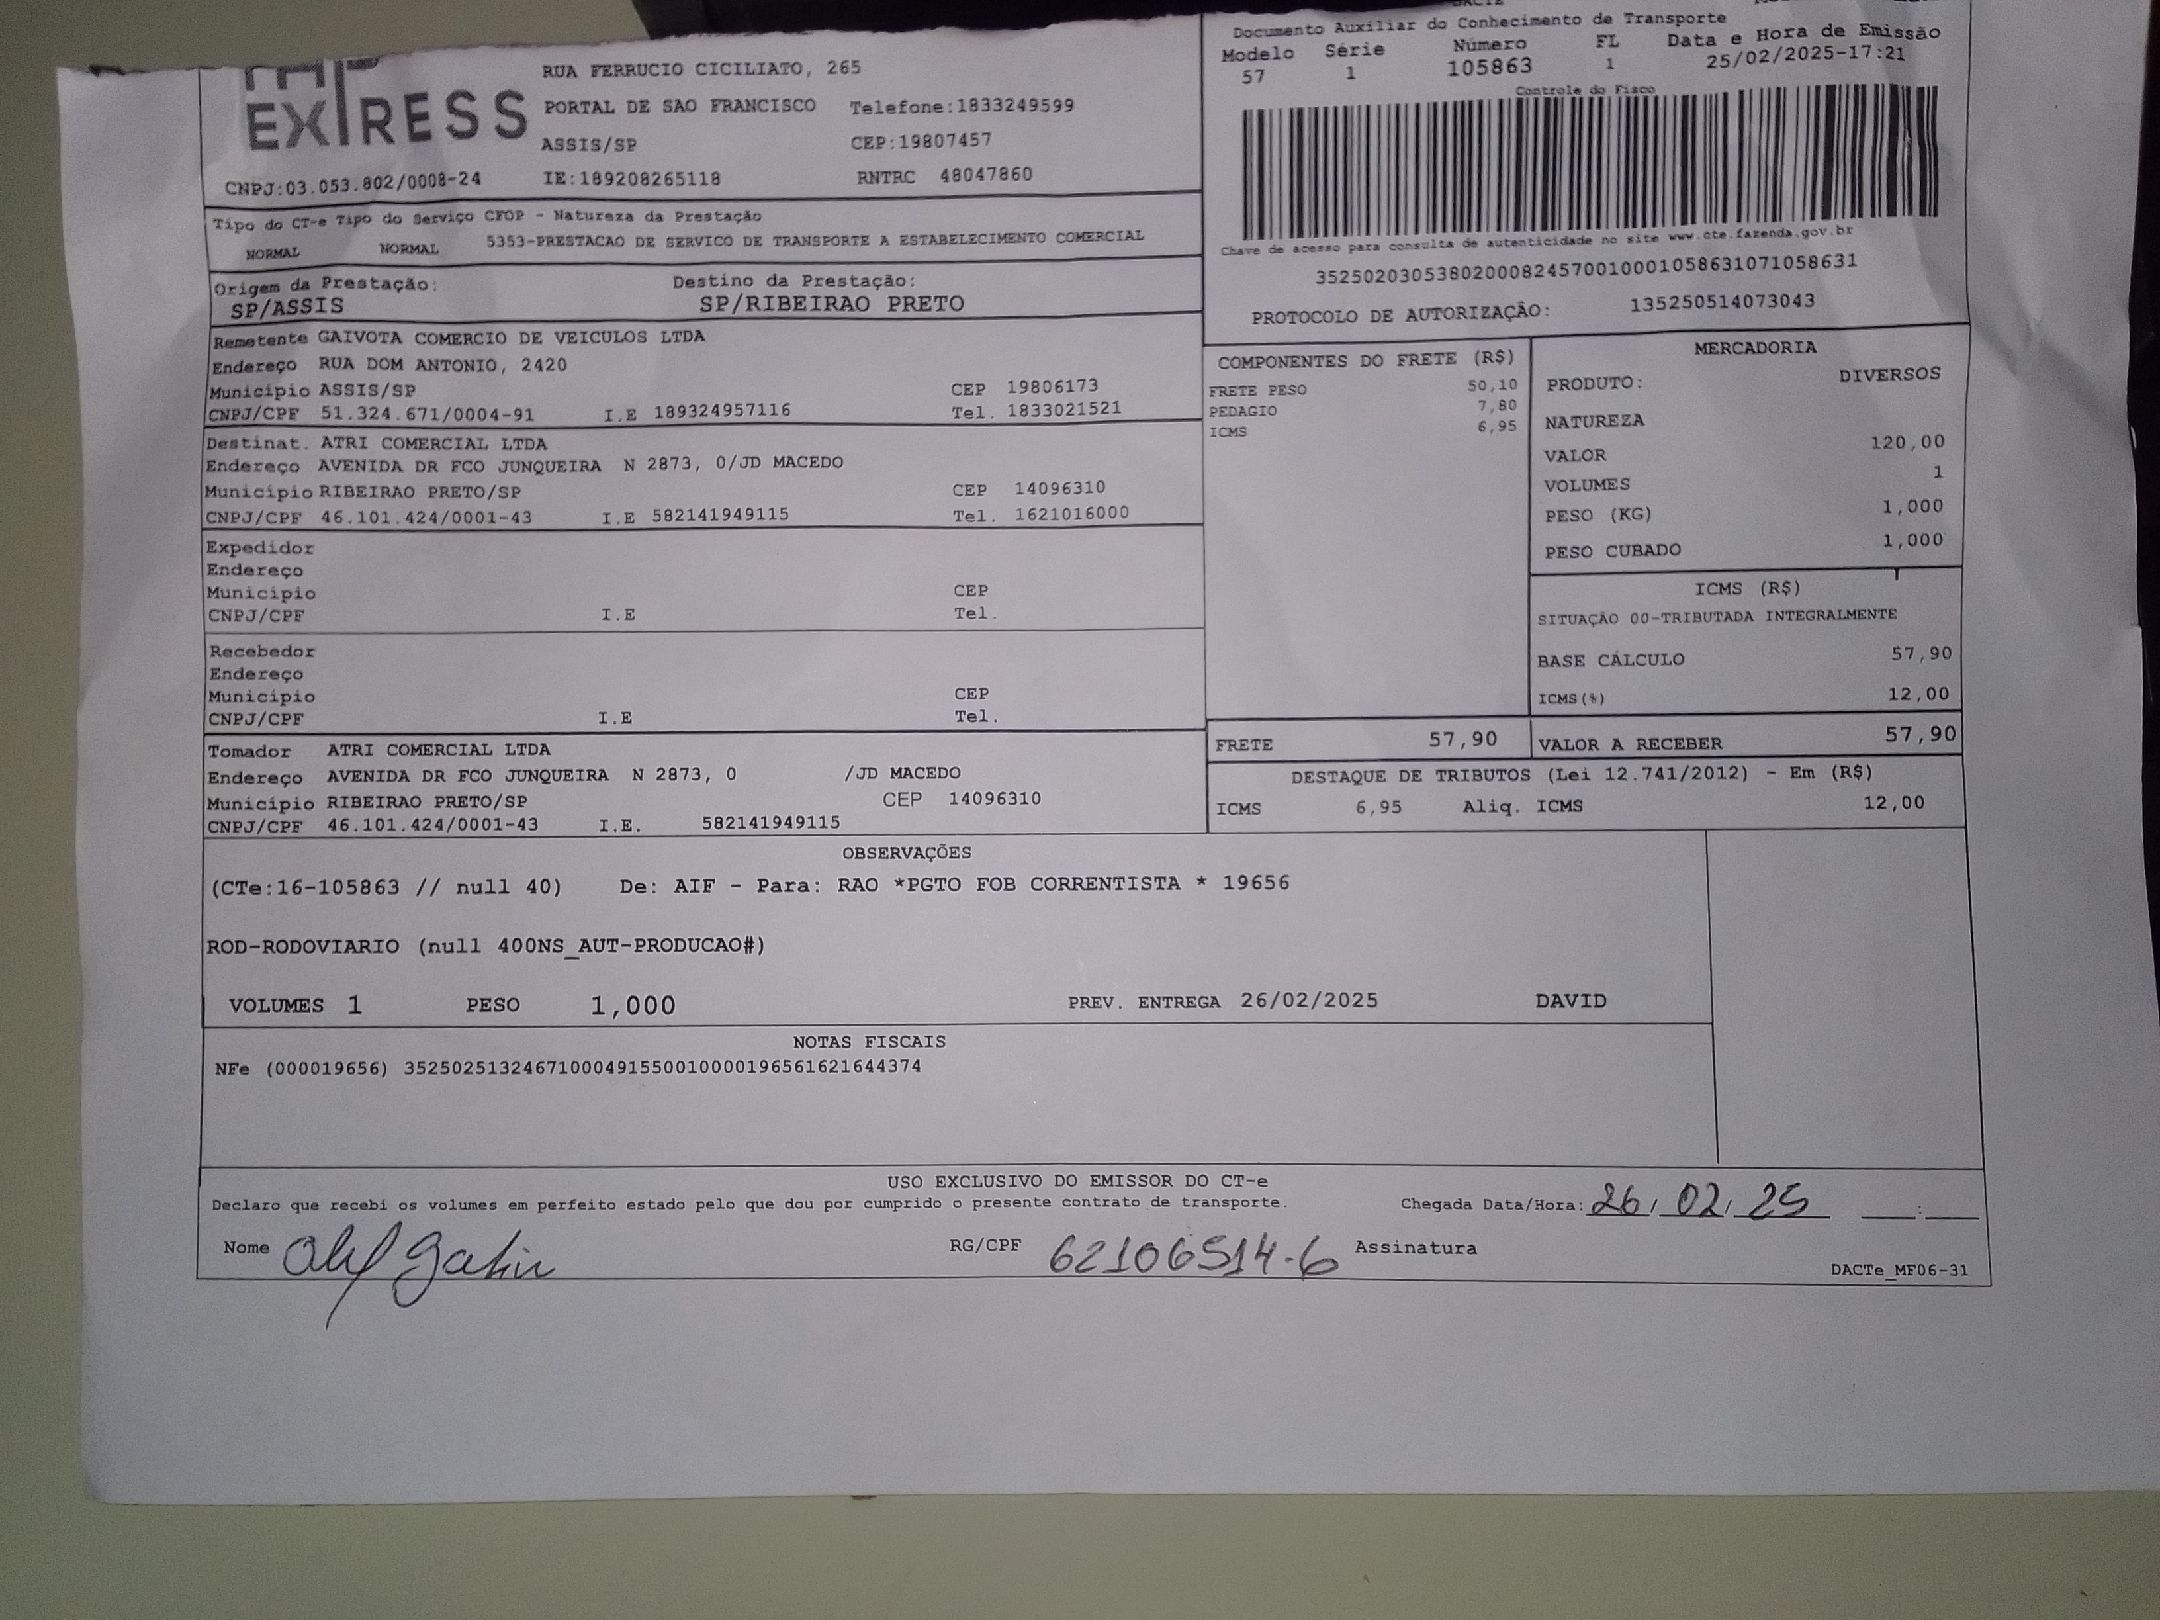 EXPRESS
RUA FERRUCIO CICILIATO, 265
PORTAL DE SAO FRANCISCO Telefone:1833249599
ASSIS/SP CEP:19807457
CNPJ:03.053.802/0008-24 IE:189208265118 RNTRC 48047860
Documento Auxiliar do Conhecimento de Transporte
Modelo Série Número FL Data e Hora de Emissão
57 1 105863 1 25/02/2025-17:21
Controle do Fisco
Chave de acesso para consulta de autenticidade no site www.cte.fazenda.gov.br
35250203053802000824570010001058631071058631
PROTOCOLO DE AUTORIZAÇÃO: 135250514073043
Tipo do CT-e Tipo do Serviço CFOP - Natureza da Prestação
NORMAL NORMAL 5353-PRESTACAO DE SERVICO DE TRANSPORTE A ESTABELECIMENTO COMERCIAL
Origem da Prestação: Destino da Prestação:
SP/ASSIS SP/RIBEIRAO PRETO
Remetente GAIVOTA COMERCIO DE VEICULOS LTDA
Endereço RUA DOM ANTONIO, 2420
Município ASSIS/SP CEP 19806173
CNPJ/CPF 51.324.671/0004-91 I.E 189324957116 Tel. 1833021521
Destinat. ATRI COMERCIAL LTDA
Endereço AVENIDA DR FCO JUNQUEIRA N 2873, 0/JD MACEDO
Município RIBEIRAO PRETO/SP CEP 14096310
CNPJ/CPF 46.101.424/0001-43 I.E 582141949115 Tel. 1621016000
Expedidor
Endereço
Município CEP
CNPJ/CPF I.E Tel.
Recebedor
Endereço
Município CEP
CNPJ/CPF I.E Tel.
Tomador ATRI COMERCIAL LTDA
Endereço AVENIDA DR FCO JUNQUEIRA N 2873, 0 /JD MACEDO
Município RIBEIRAO PRETO/SP CEP 14096310
CNPJ/CPF 46.101.424/0001-43 I.E. 582141949115
COMPONENTES DO FRETE (R$)
FRETE PESO 50,10
PEDAGIO 7,80
ICMS 6,95
MERCADORIA
PRODUTO: DIVERSOS
NATUREZA
VALOR 120,00
VOLUMES 1
PESO (KG) 1,000
PESO CUBADO 1,000
ICMS (R$)
SITUAÇÃO 00-TRIBUTADA INTEGRALMENTE
BASE CÁLCULO 57,90
ICMS(%) 12,00
FRETE 57,90 VALOR A RECEBER 57,90
DESTAQUE DE TRIBUTOS (Lei 12.741/2012) - Em (R$)
ICMS 6,95 Aliq. ICMS 12,00
OBSERVAÇÕES
(CTe:16-105863 // null 40) De: AIF - Para: RAO *PGTO FOB CORRENTISTA * 19656
ROD-RODOVIARIO (null 400NS_AUT-PRODUCAO#)
VOLUMES 1 PESO 1,000 PREV. ENTREGA 26/02/2025 DAVID
NOTAS FISCAIS
NFe (000019656) 35250251324671000491550010000196561621644374
USO EXCLUSIVO DO EMISSOR DO CT-e
Declaro que recebi os volumes em perfeito estado pelo que dou por cumprido o presente contrato de transporte. Chegada Data/Hora: 26/02/25 __:__
Nome RG/CPF 62106514-6 Assinatura
DACTe_MF06-31